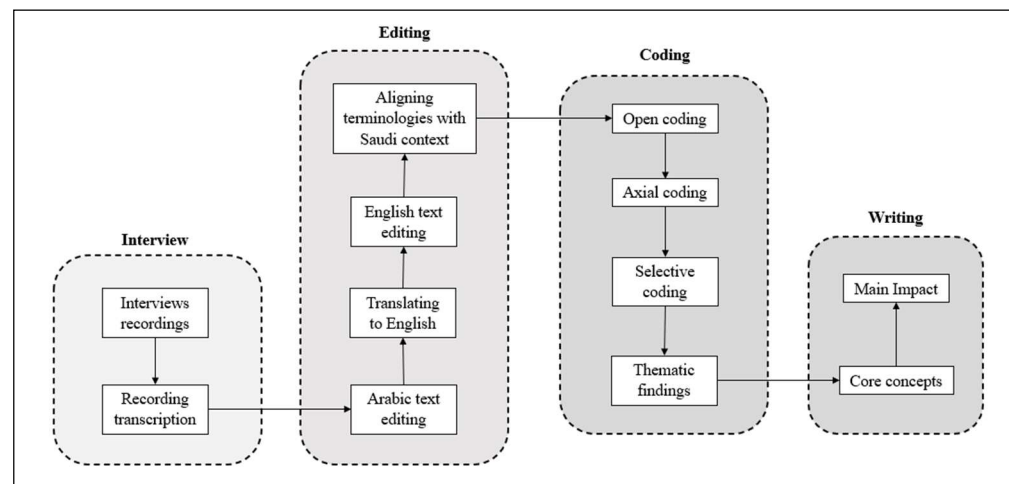 Interview
Interviews
recordings
Recording
transcription
Editing
Aligning
terminologies with
Saudi context
English text
editing
Translating
to English
Arabic text
editing
Coding
Open coding
Axial coding
Selective
coding
Thematic
findings
Writing
Main Impact
Core concepts